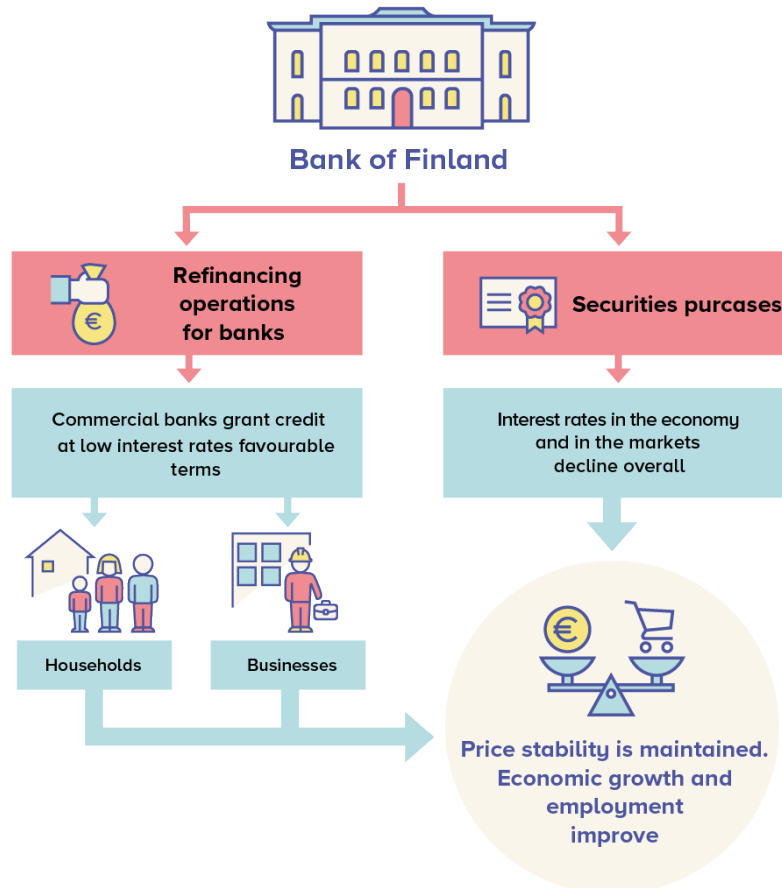 Bank of Finland
Refinancing
operations
for banks
Securities purcases
Commercial banks grant credit
at low interest rates favourable
terms
Interest rates in the economy
and in the markets
decline overall
€
€
Households
Businesses
Price stability is maintained.
Economic growth and
employment
improve